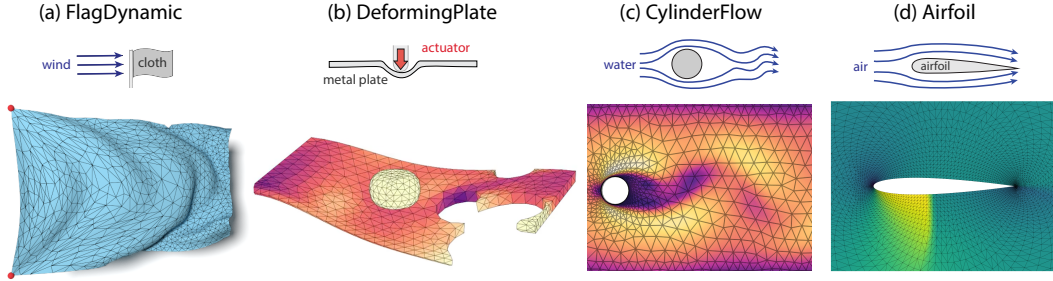 (a) FlagDynamic
wind
cloth
(b) DeformingPlate
actuator
metal plate
(c) CylinderFlow
water
(d) Airfoil
air
airfoil